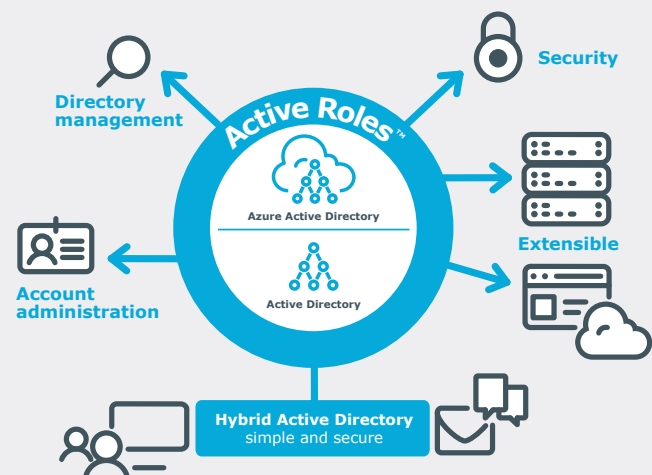 Security
Directory
management
Active Roles™
Azure Active Directory
Active Directory
Extensible
Account
administration
Hybrid Active Directory
simple and secure